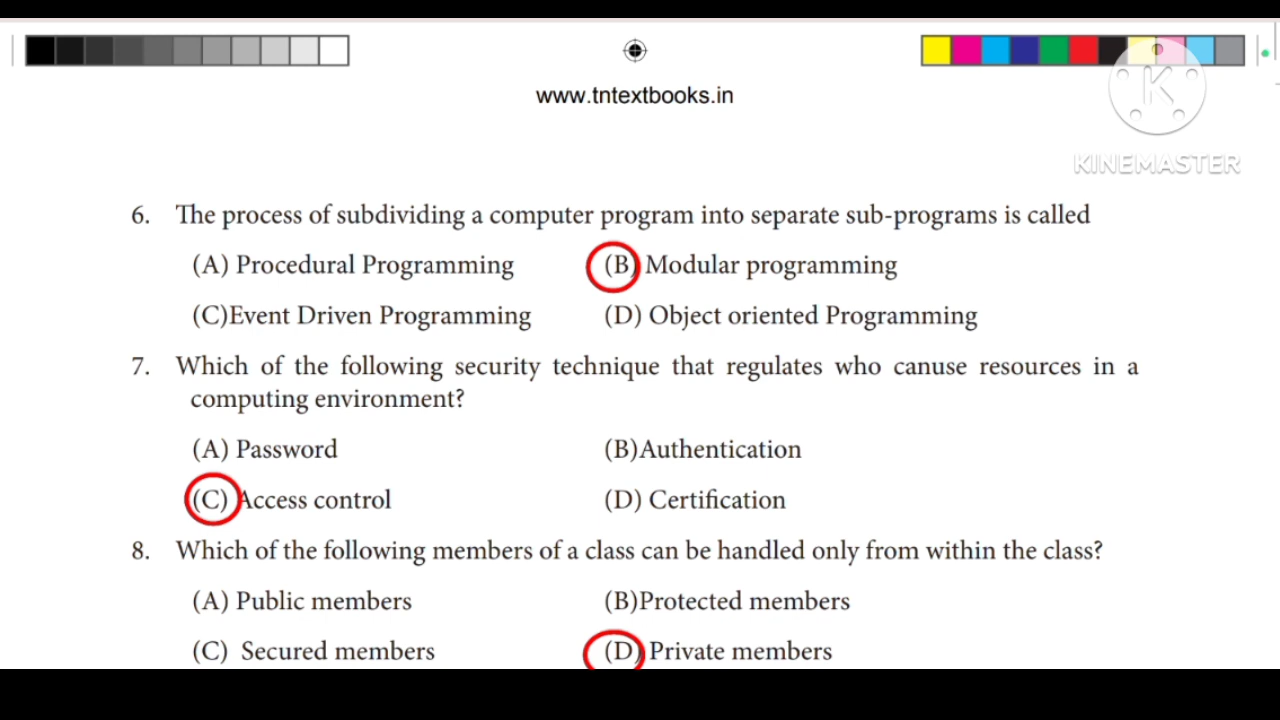 www.tntextbooks.in
K
KINEMASTER
6. The process of subdividing a computer program into separate sub-programs is called
(A) Procedural Programming (B) Modular programming
(C)Event Driven Programming (D) Object oriented Programming
7. Which of the following security technique that regulates who canuse resources in a
computing environment?
(A) Password (B)Authentication
(C) Access control (D) Certification
8. Which of the following members of a class can be handled only from within the class?
(A) Public members (B)Protected members
(C) Secured members (D) Private members